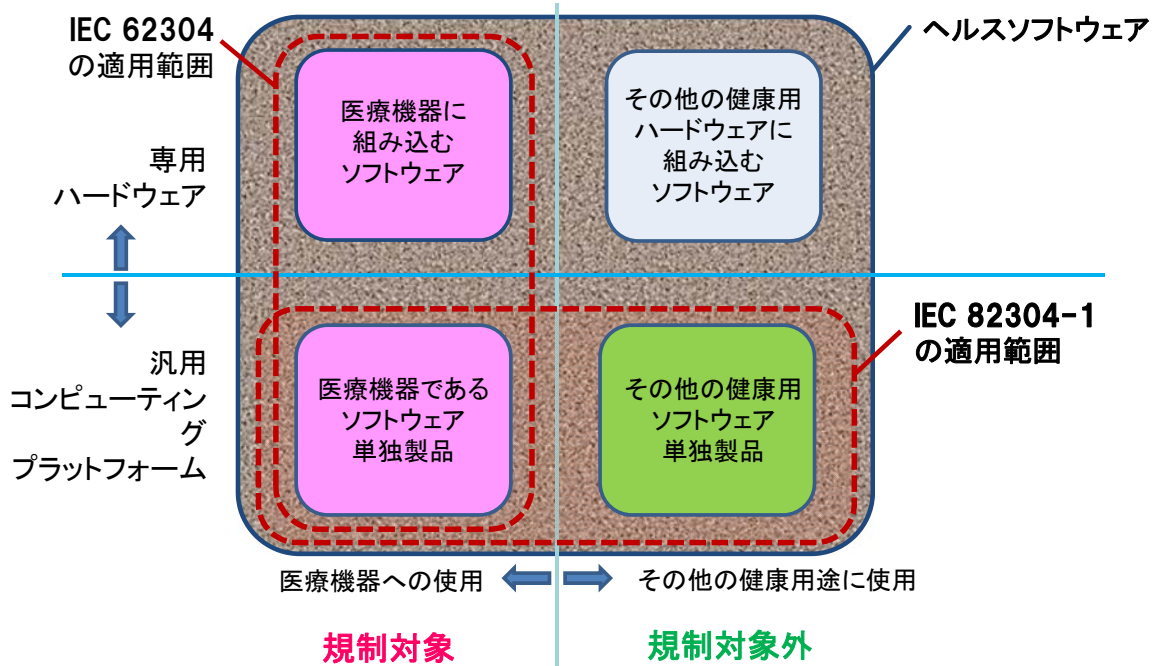 IEC 62304
の適用範囲
ヘルスソフトウェア
医療機器に
組み込む
ソフトウェア
その他の健康用
ハードウェアに
組み込む
ソフトウェア
専用
ハードウェア
IEC 82304-1
の適用範囲
汎用
コンピューティン
グ
プラットフォーム
医療機器である
ソフトウェア
単独製品
その他の健康用
ソフトウェア
単独製品
医療機器への使用
その他の健康用途に使用
規制対象
規制対象外